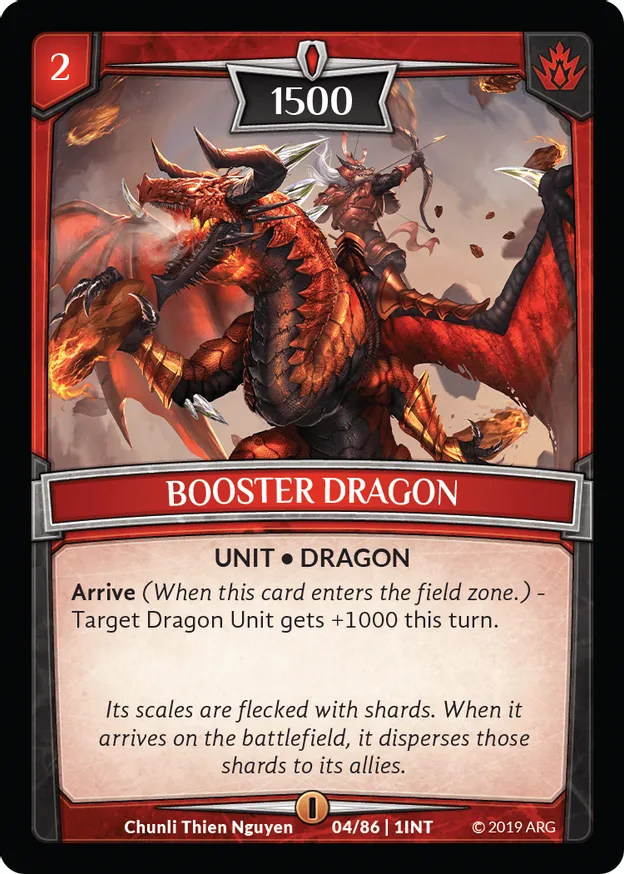 2
1500
BOOSTER DRAGON
UNIT • DRAGON
Arrive (When this card enters the field zone.) -
Target Dragon Unit gets +1000 this turn.
Its scales are flecked with shards. When it
arrives on the battlefield, it disperses those
shards to its allies.
I
Chunli Thien Nguyen 04/86 | 1INT © 2019 ARG